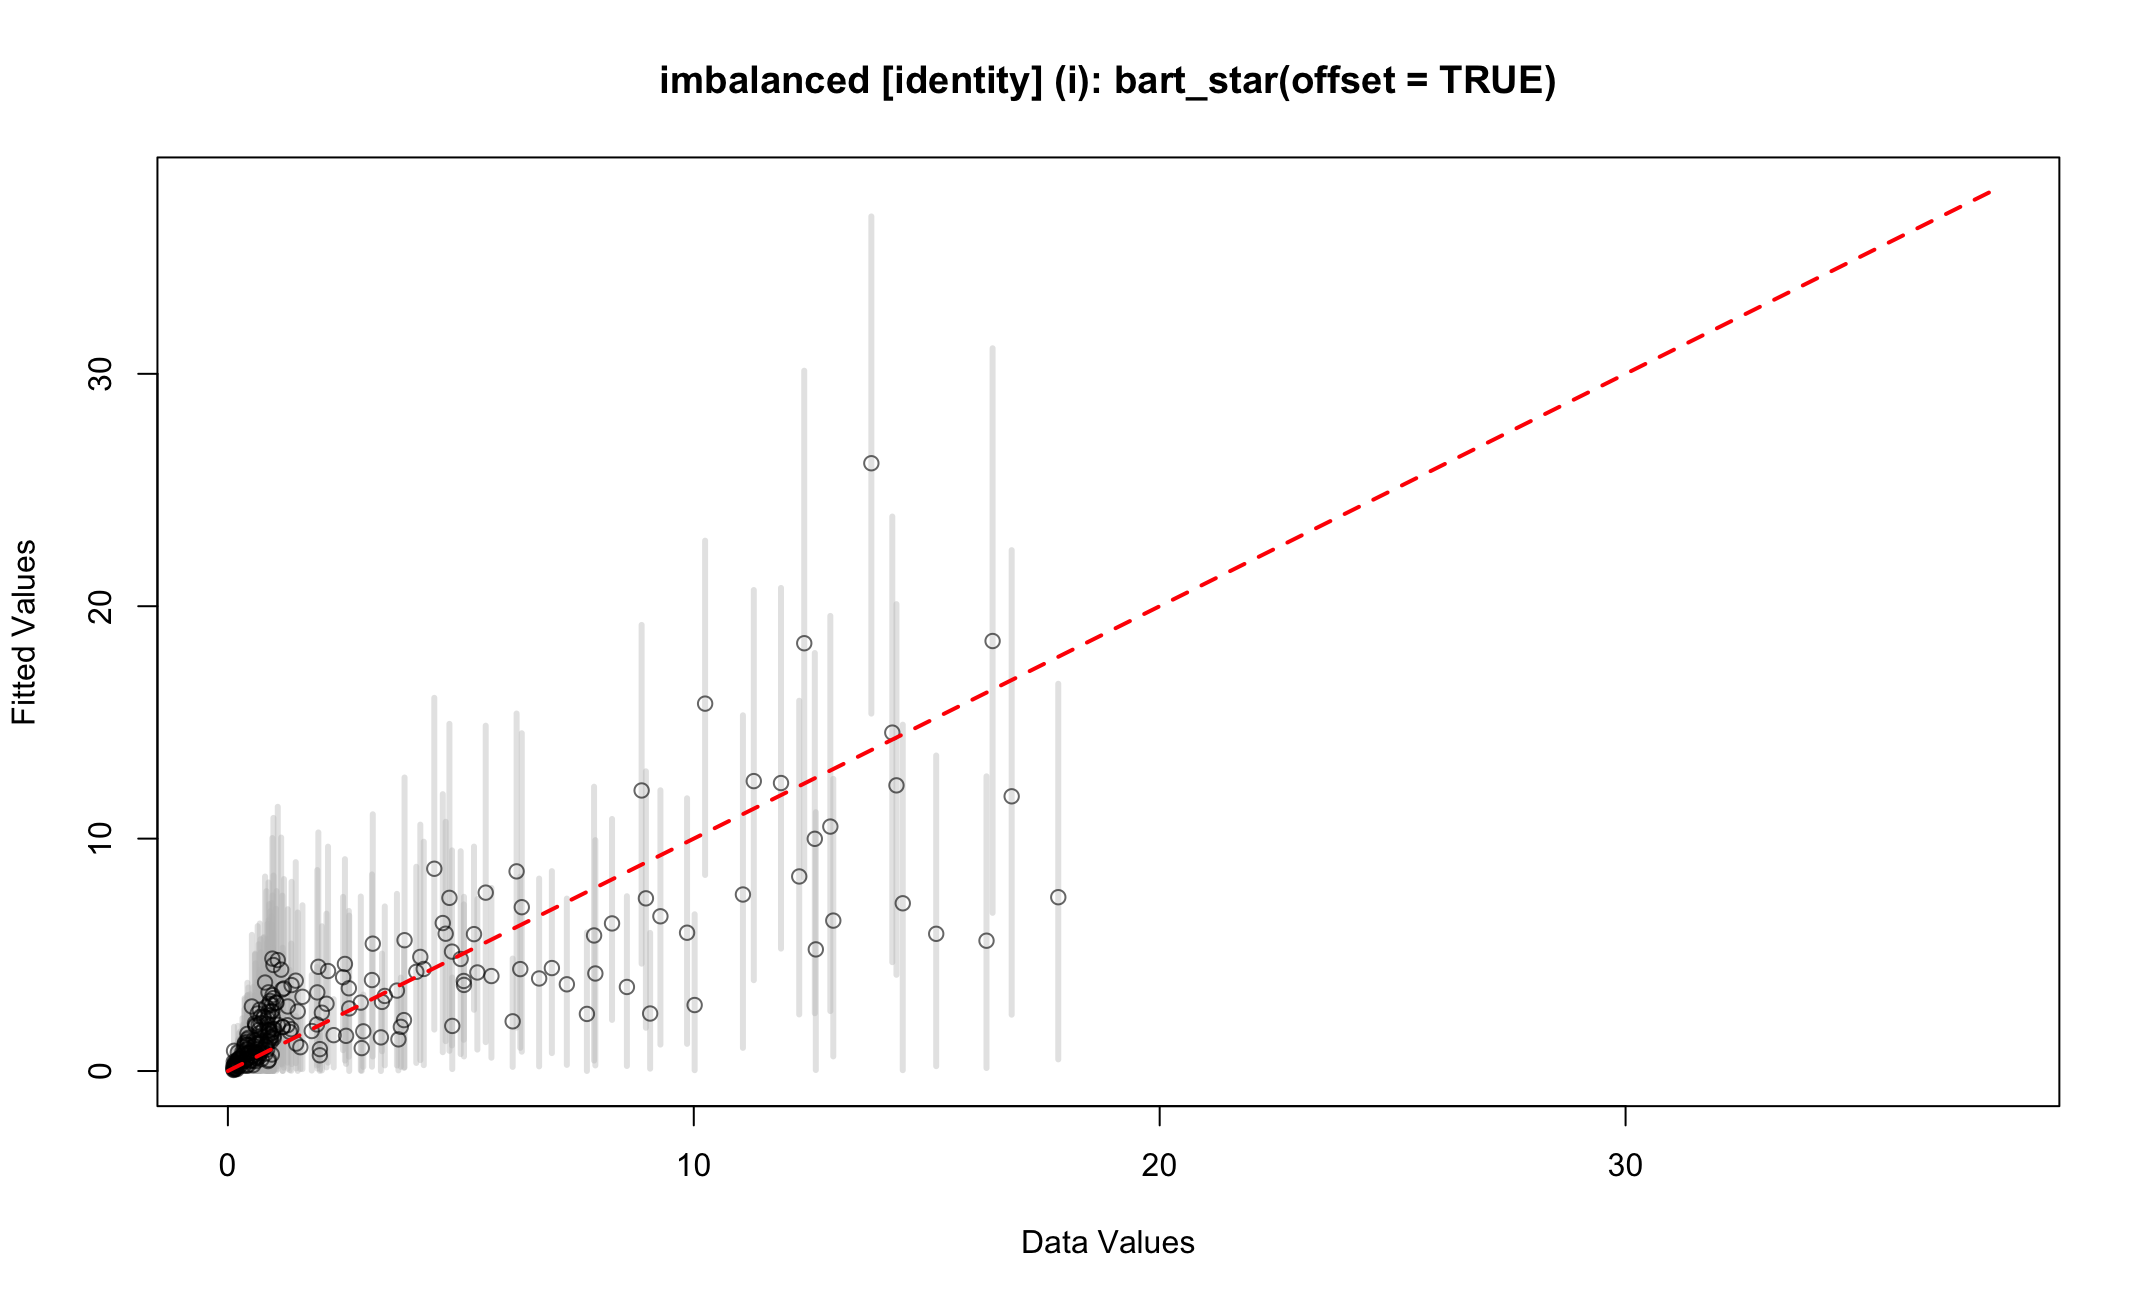 imbalanced [identity] (i): bart_star(offset = TRUE)
Fitted Values
30
20
10
0
0 10 20 30
Data Values